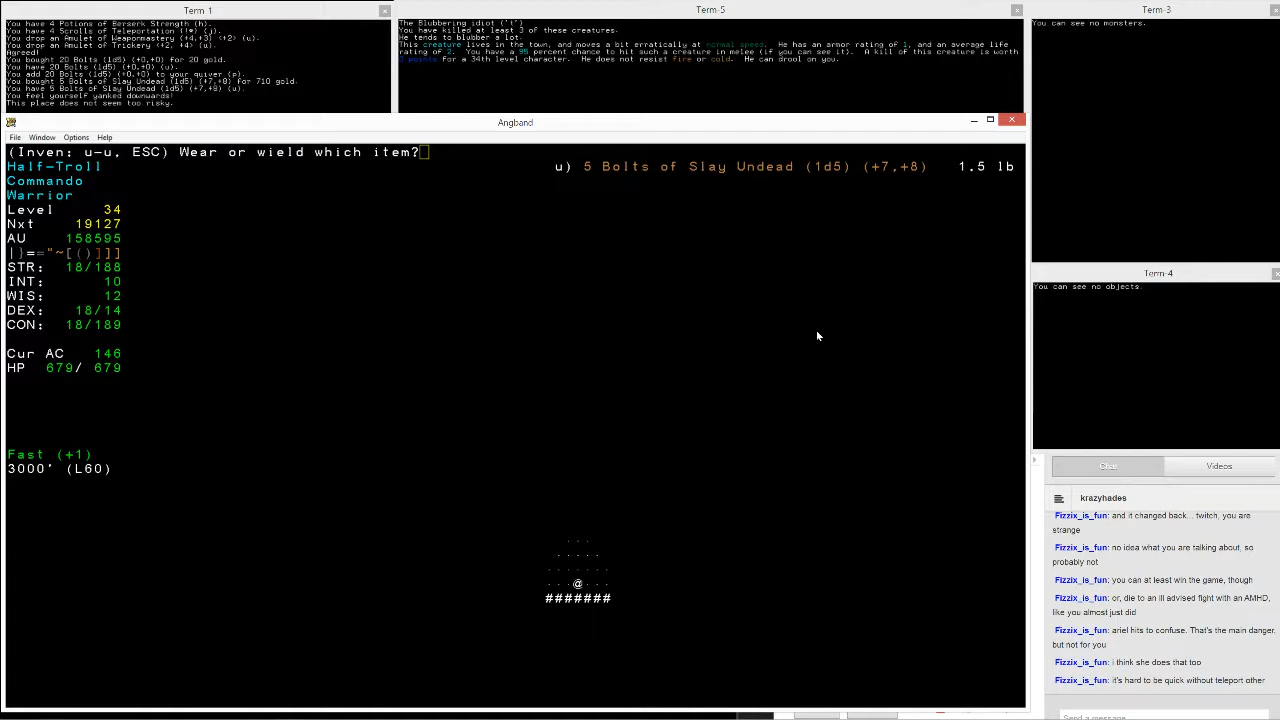 Term 1
You have 4 Potions of Berserk Strength (h).
You have 4 Scrolls of Teleportation (j).
You drop an Amulet of Weaponmastery (+4,+3) <+2> (u).
You drop an Amulet of Trickery (+2, +4) (u).
Agreed!
You bought 20 Bolts (1d5) (+0,+0) for 20 gold.
You have 20 Bolts (1d5) (+0,+0) (u).
You add 20 Bolts (1d5) (+0,+0) to your quiver (p).
You bought 5 Bolts of Slay Undead (1d5) (+7,+8) for 710 gold.
You have 5 Bolts of Slay Undead (1d5) (+7,+8) (u).
You feel yourself yanked downwards!
This place does not seem too risky.
Term-5
The Blubbering idiot ('t')
You have killed at least 3 of these creatures.
He tends to blubber a lot.
This creature lives in the town, and moves a bit erratically at normal speed.  He has an armor rating of 1, and an average life
rating of 2.  You have a 95 percent chance to hit such a creature in melee (if you can see it).  A kill of this creature is worth
points for a 34th level character.  He does not resist fire or cold.  He can drool on you.
Term-3
You can see no monsters.
Angband
File Window Options Help
(Inven: u-u, ESC) Wear or wield which item?
u) 5 Bolts of Slay Undead (1d5) (+7,+8) 1.5 lb
Half-Troll
Commando
Warrior
Level 34
Nxt 19127
AU 158595
|}=="~[()]]]
STR: 18/188
INT: 10
WIS: 12
DEX: 18/14
CON: 18/189
Cur AC 146
HP 679/ 679
Fast (+1)
3000' (L60)
. . .
. . . . .
. . . . . . .
. . . @ . . .
#######
Term-4
You can see no objects.
Chat Videos
krazyhades
Fizzix_is_fun: and it changed back... twitch, you are
strange
Fizzix_is_fun: no idea what you are talking about, so
probably not
Fizzix_is_fun: you can at least win the game, though
Fizzix_is_fun: or, die to an ill advised fight with an AMHD,
like you almost just did
Fizzix_is_fun: ariel hits to confuse. That's the main danger,
but not for you
Fizzix_is_fun: i think she does that too
Fizzix_is_fun: it's hard to be quick without teleport other
Send a message...